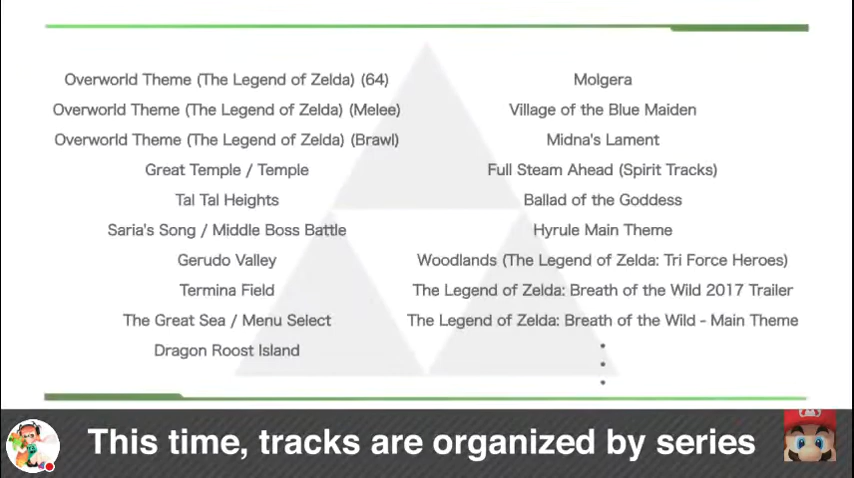 Overworld Theme (The Legend of Zelda) (64)
Overworld Theme (The Legend of Zelda) (Melee)
Overworld Theme (The Legend of Zelda) (Brawl)
Great Temple / Temple
Tal Tal Heights
Saria's Song / Middle Boss Battle
Gerudo Valley
Termina Field
The Great Sea / Menu Select
Dragon Roost Island
Molgera
Village of the Blue Maiden
Midna's Lament
Full Steam Ahead (Spirit Tracks)
Ballad of the Goddess
Hyrule Main Theme
Woodlands (The Legend of Zelda: Tri Force Heroes)
The Legend of Zelda: Breath of the Wild 2017 Trailer
The Legend of Zelda: Breath of the Wild - Main Theme
This time, tracks are organized by series